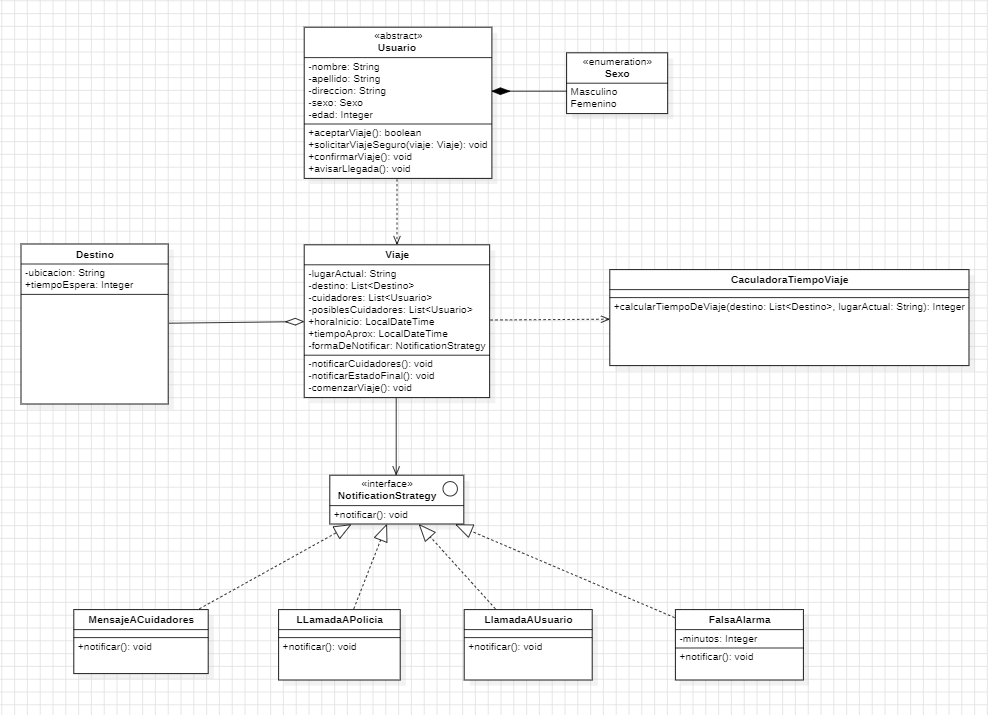 «abstract»
Usuario
-nombre: String
-apellido: String
-direccion: String
-sexo: Sexo
-edad: Integer
+aceptarViaje(): boolean
+solicitarViajeSeguro(viaje: Viaje): void
+confirmarViaje(): void
+avisarLlegada(): void
«enumeration»
Sexo
Masculino
Femenino
Destino
-ubicacion: String
+tiempoEspera: Integer
Viaje
-lugarActual: String
-destino: List<Destino>
-cuidadores: List<Usuario>
-posiblesCuidadores: List<Usuario>
+horaInicio: LocalDateTime
+tiempoAprox: LocalDateTime
-formaDeNotificar: NotificationStrategy
-notificarCuidadores(): void
-notificarEstadoFinal(): void
-comenzarViaje(): void
CaculadoraTiempoViaje
+calcularTiempoDeViaje(destino: List<Destino>, lugarActual: String): Integer
«interface»
NotificationStrategy
+notificar(): void
MensajeACuidadores
+notificar(): void
LLamadaAPolicia
+notificar(): void
LlamadaAUsuario
+notificar(): void
FalsaAlarma
-minutos: Integer
+notificar(): void